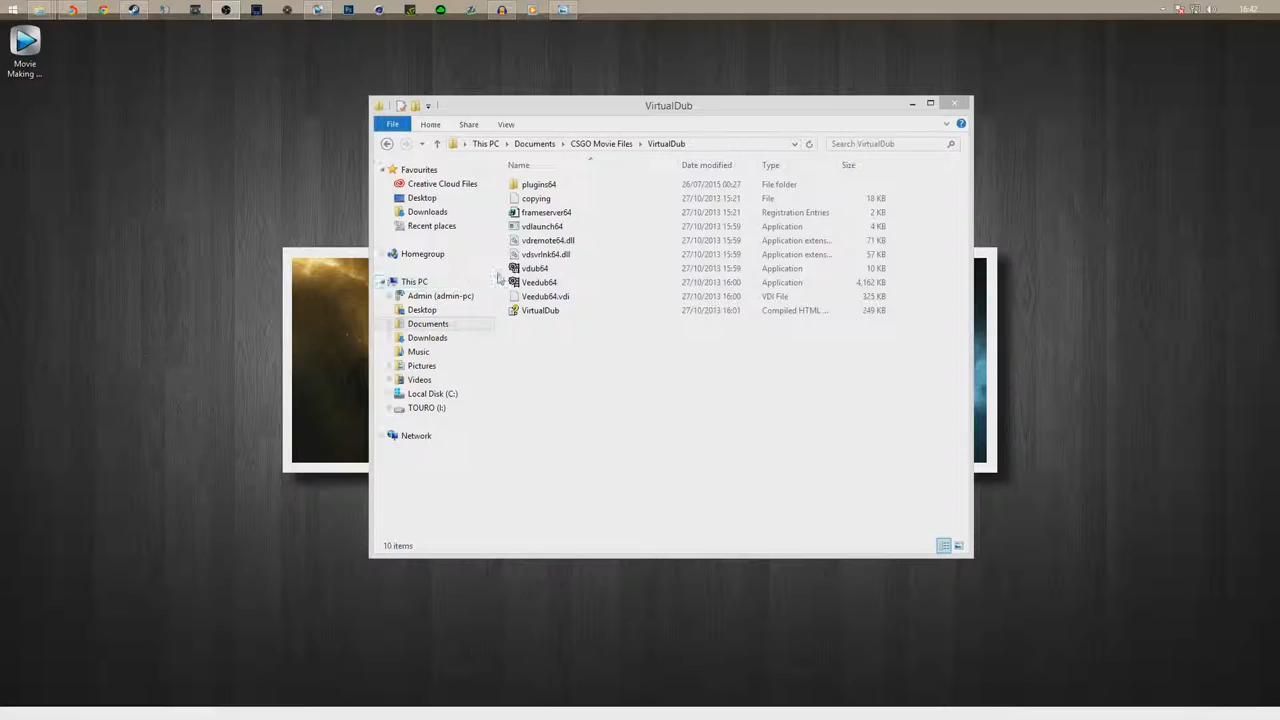 16:42
Movie
Making ...
VirtualDub
File Home Share View
This PC Documents CSGO Movie Files VirtualDub Search VirtualDub
Name Date modified Type Size
Favourites
Creative Cloud Files
Desktop
Downloads
Recent places
Homegroup
This PC
Admin (admin-pc)
Desktop
Documents
Downloads
Music
Pictures
Videos
Local Disk (C:)
TOURO (I:)
Network
plugins64 26/07/2015 00:27 File folder
copying 27/10/2013 15:21 File 18 KB
frameserver64 27/10/2013 15:21 Registration Entries 2 KB
vdlaunch64 27/10/2013 15:59 Application 4 KB
vdremote64.dll 27/10/2013 15:59 Application extens... 71 KB
vdsvrlnk64.dll 27/10/2013 15:59 Application extens... 57 KB
vdub64 27/10/2013 15:59 Application 10 KB
Veedub64 27/10/2013 16:00 Application 4,162 KB
Veedub64.vdi 27/10/2013 16:00 VDI File 325 KB
VirtualDub 27/10/2013 16:01 Compiled HTML ... 249 KB
10 items